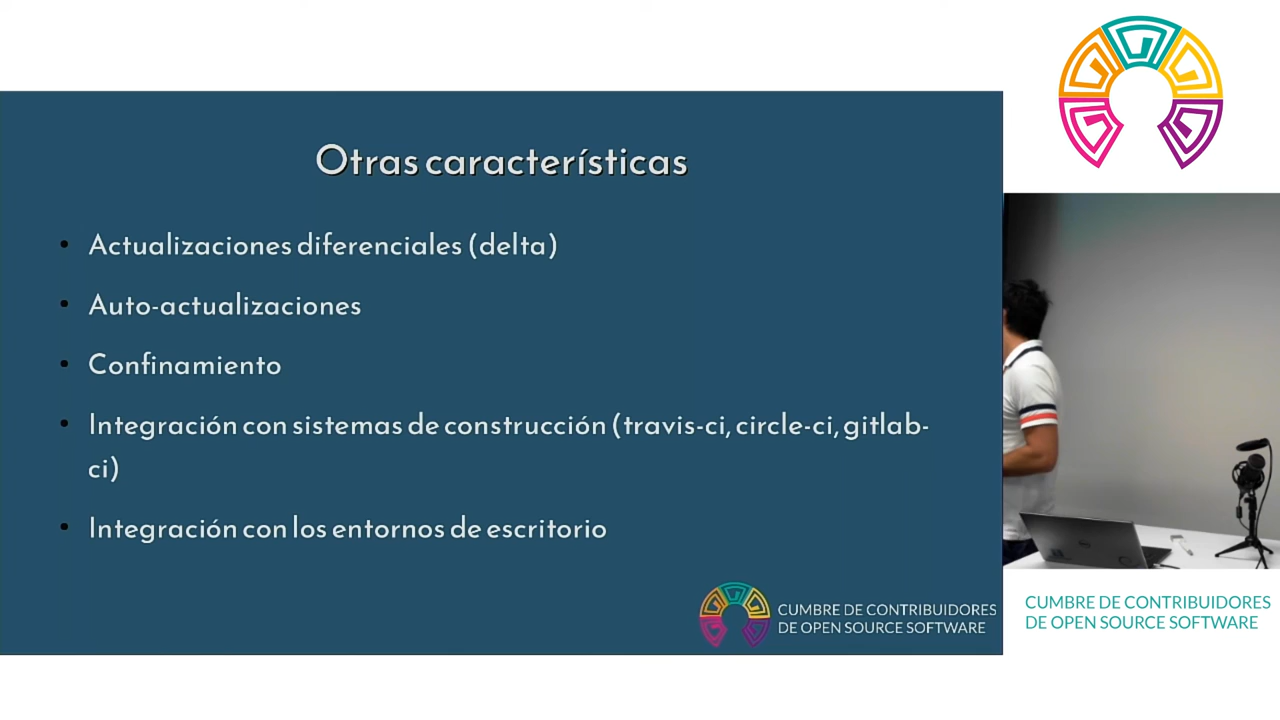 Otras características
• Actualizaciones diferenciales (delta)
• Auto-actualizaciones
• Confinamiento
• Integración con sistemas de construcción (travis-ci, circle-ci, gitlab-
ci)
• Integración con los entornos de escritorio
CUMBRE DE CONTRIBUIDORES
DE OPEN SOURCE SOFTWARE
CUMBRE DE CONTRIBUIDORES
DE OPEN SOURCE SOFTWARE